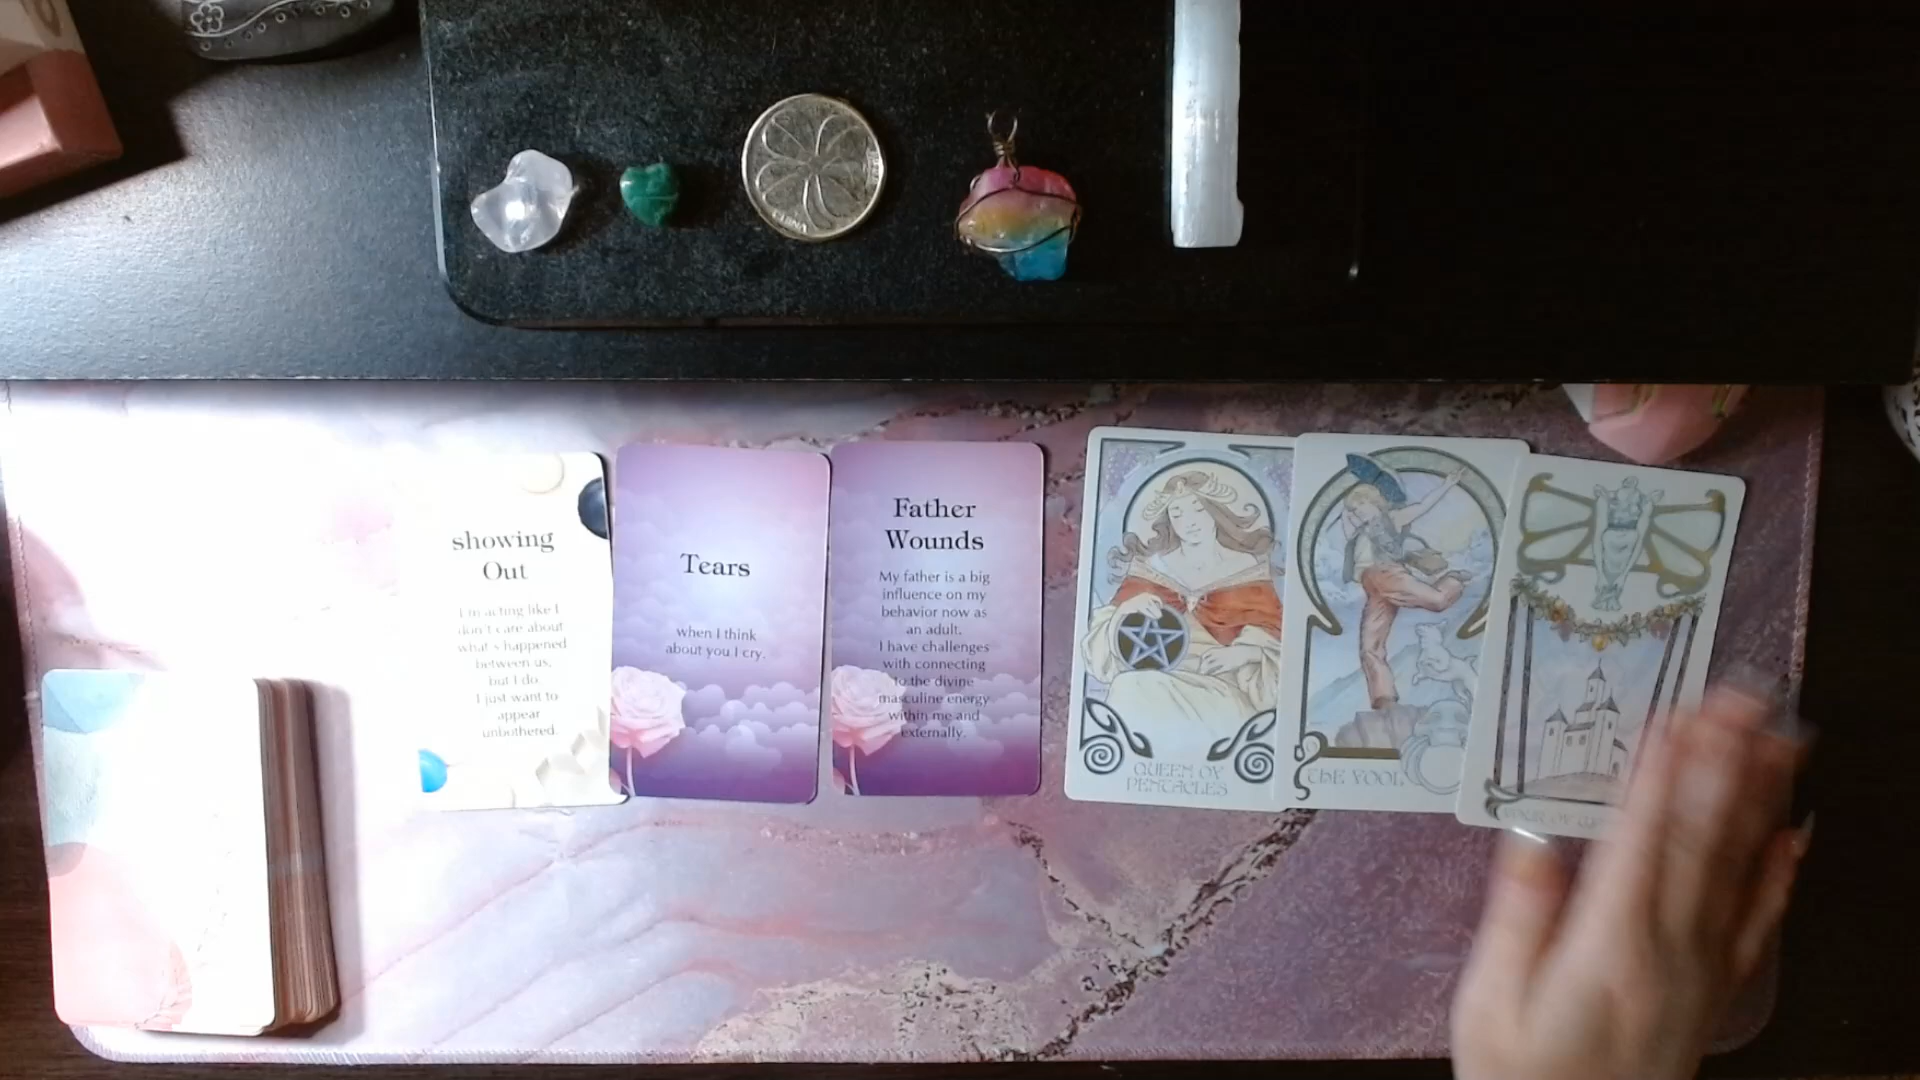 showing
Out
I'm acting like I
don't care about
what's happened
between us,
but I do.
I just want to
appear
unbothered.
Tears
when I think
about you I cry.
Father
Wounds
My father is a big
influence on my
behavior now as
an adult.
I have challenges
with connecting
to the divine
masculine energy
within me and
externally.
QUEEN OF
PENTACLES
THE FOOL
FOUR OF